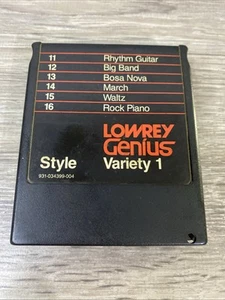 11 Rhythm Guitar
12 Big Band
13 Bosa Nova
14 March
15 Waltz
16 Rock Piano
LOWREY
Genius
Style Variety 1
931-034399-004